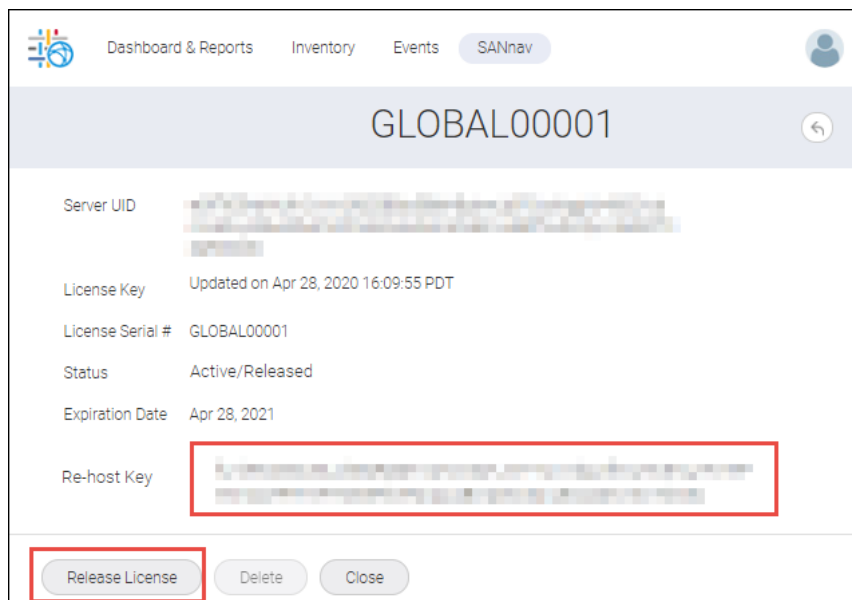 Dashboard & Reports Inventory Events SANnav
GLOBAL00001
Server UID
License Key Updated on Apr 28, 2020 16:09:55 PDT
License Serial # GLOBAL00001
Status Active/Released
Expiration Date Apr 28, 2021
Re-host Key
Release License Delete Close